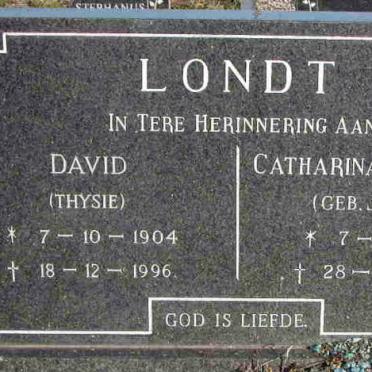 STEPHANUS
LONDT
IN TERE HERINNERING AAN
DAVID
(THYSIE)
* 7 – 10 – 1904
† 18 – 12 – 1996.
CATHARINA
(GEB.
* 7 –
† 28 –
GOD IS LIEFDE.